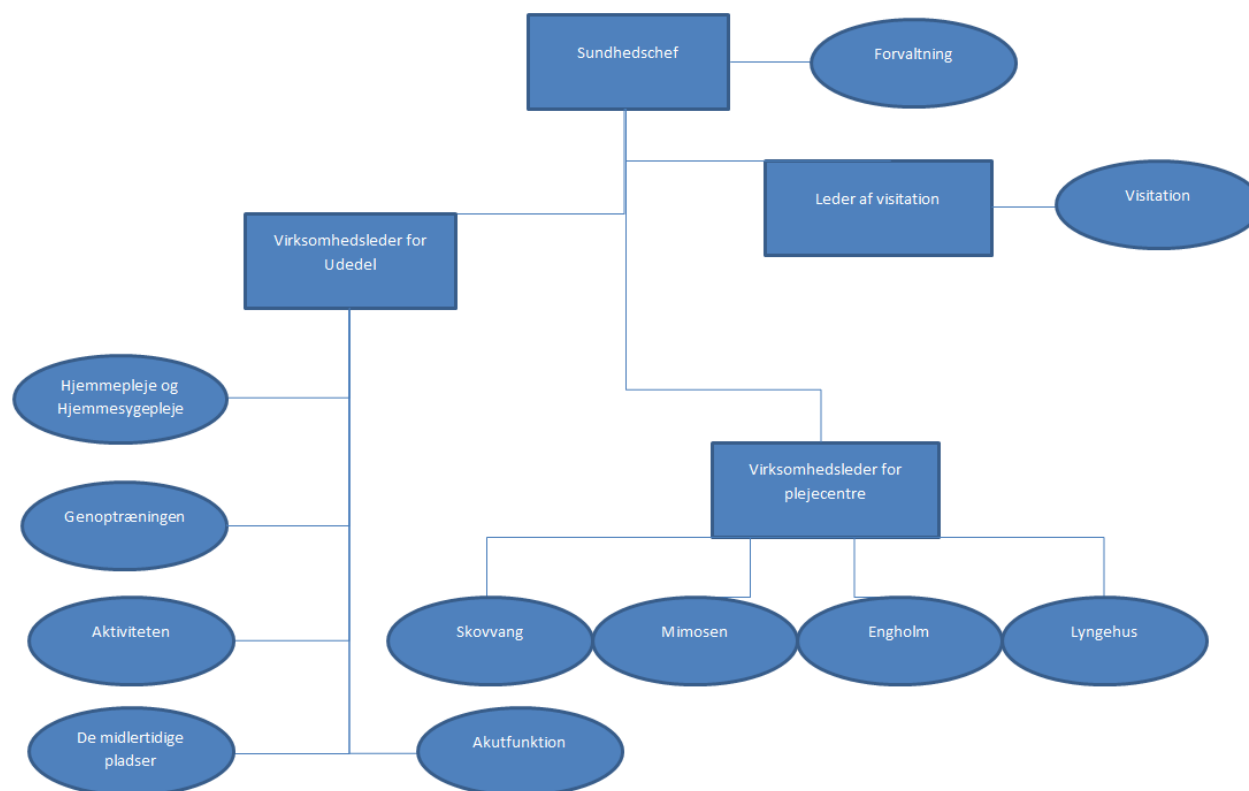 Sundhedschef
Forvaltning
Leder af visitation
Visitation
Virksomhedsleder for
Udedel
Hjemmepleje og
Hjemmesygepleje
Genoptræningen
Aktiviteten
De midlertidige
pladser
Akutfunktion
Virksomhedsleder for
plejecentre
Skovvang
Mimosen
Engholm
Lyngehus